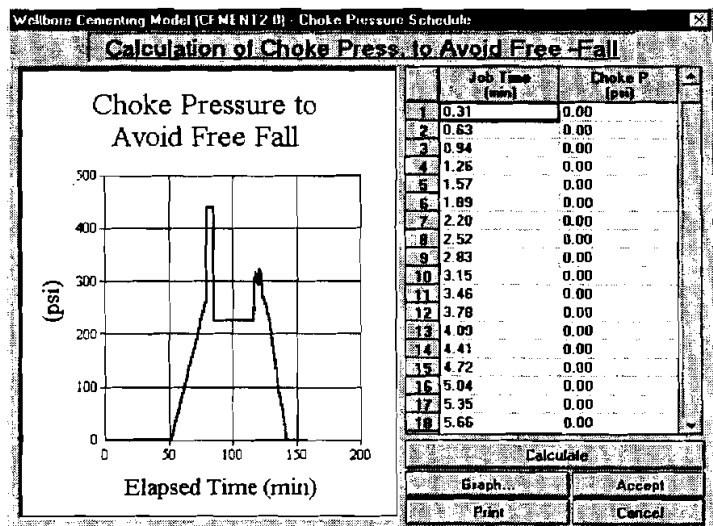 Wellbore Cementing Model (CEMENT2.0) - Choke Pressure Schedule
Calculation of Choke Press. to Avoid Free -Fall
Choke Pressure to
Avoid Free Fall
500
400
300
200
100
0
(psi)
0 50 100 150 200
Elapsed Time (min)
Job Time (min) Choke P. (psi)
1 0.31 0.00
2 0.63 0.00
3 0.94 0.00
4 1.26 0.00
5 1.57 0.00
6 1.89 0.00
7 2.20 0.00
8 2.52 0.00
9 2.83 0.00
10 3.15 0.00
11 3.46 0.00
12 3.78 0.00
13 4.09 0.00
14 4.41 0.00
15 4.72 0.00
16 5.04 0.00
17 5.35 0.00
18 5.66 0.00
Calculate
Graph... Accept
Print Cancel